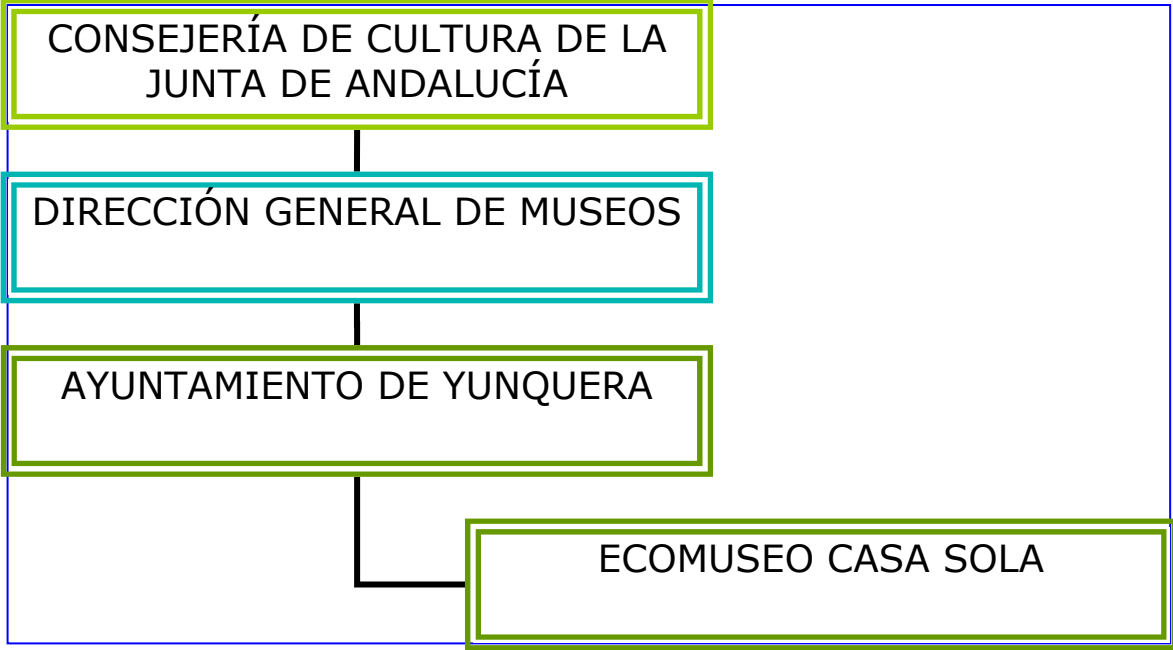 CONSEJERÍA DE CULTURA DE LA
JUNTA DE ANDALUCÍA
DIRECCIÓN GENERAL DE MUSEOS
AYUNTAMIENTO DE YUNQUERA
ECOMUSEO CASA SOLA